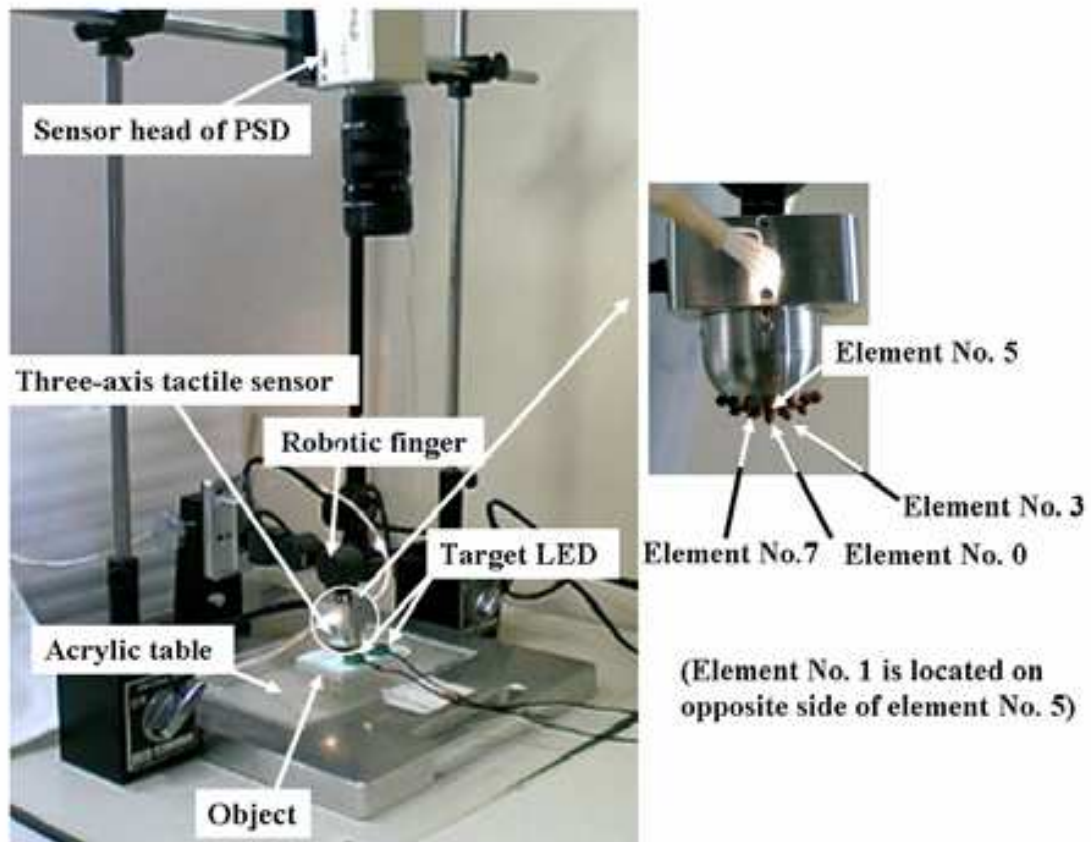 Sensor head of PSD
Three-axis tactile sensor
Robotic finger
Target LED
Acrylic table
Object
Element No. 5
Element No. 3
Element No.7
Element No. 0
(Element No. 1 is located on
opposite side of element No. 5)